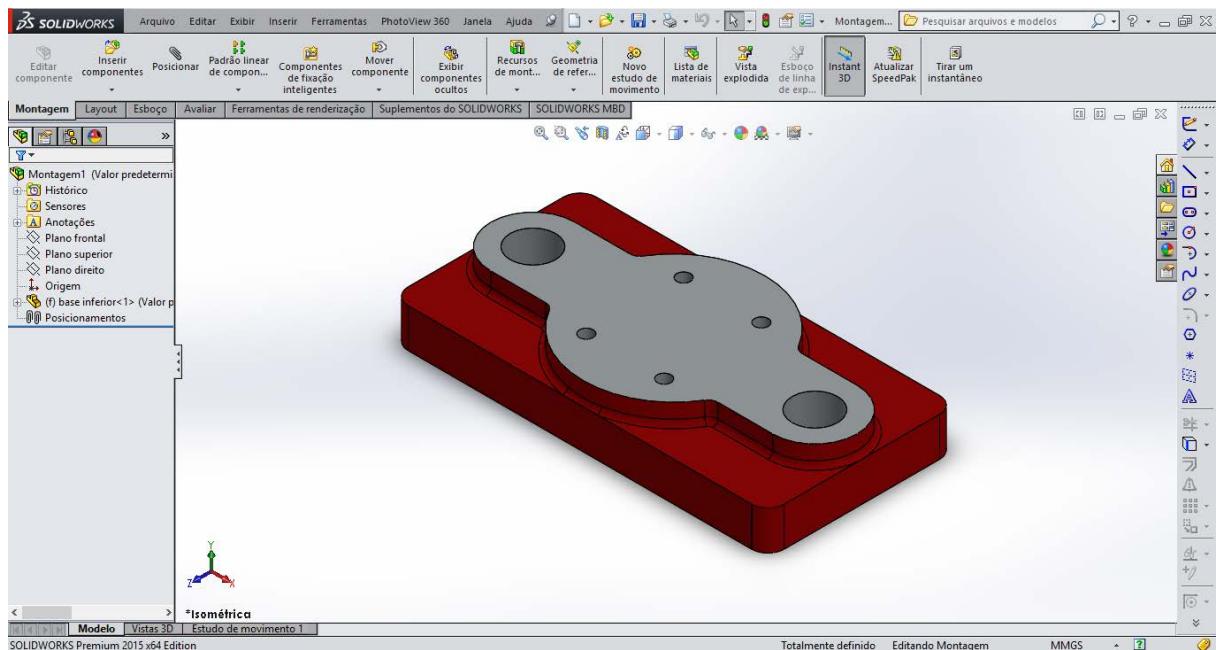 SOLIDWORKS Arquivo Editar Exibir Inserir Ferramentas PhotoView 360 Janela Ajuda Montagem... Pesquisar arquivos e modelos
Editar componente
Inserir componentes
Posicionar
Padrão linear de compon...
Componentes de fixação inteligentes
Mover componente
Exibir componentes ocultos
Recursos de mont...
Geometria de refer...
Novo estudo de movimento
Lista de materiais
Vista explodida
Esboço de linha de exp...
Instant 3D
Atualizar SpeedPak
Tirar um instantâneo
Montagem Layout Esboço Avaliar Ferramentas de renderização Suplementos do SOLIDWORKS SOLIDWORKS MBD
Montagem1 (Valor predetermi
Histórico
Sensores
Anotações
Plano frontal
Plano superior
Plano direito
Origem
(f) base inferior<1> (Valor p
Posicionamentos
Y
Z X
*Isométrica
Modelo Vistas 3D Estudo de movimento 1
SOLIDWORKS Premium 2015 x64 Edition Totalmente definido Editando Montagem MMGS